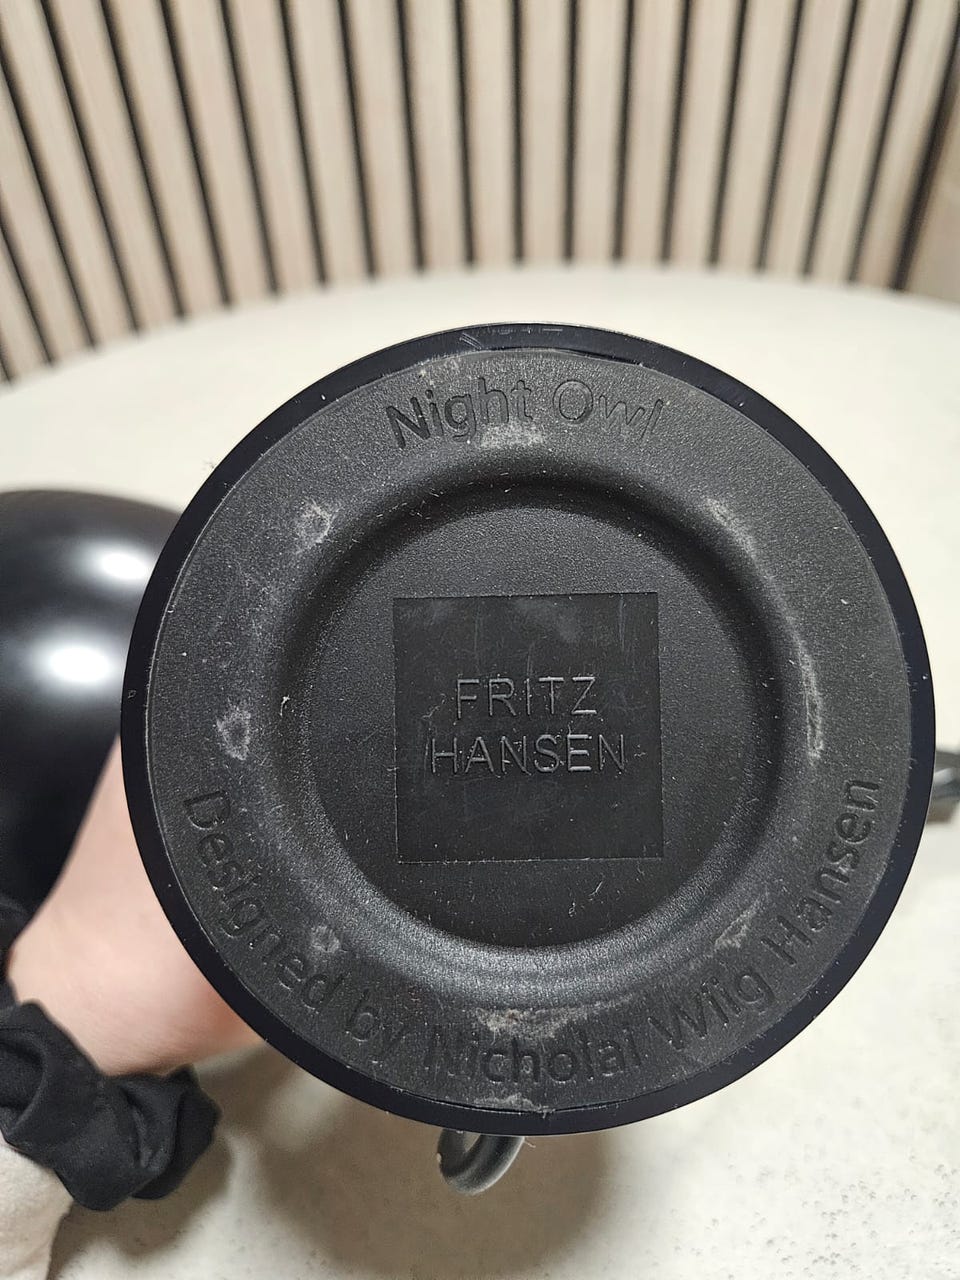 Night Owl
FRITZ
HANSEN
Designed by Nicholai Wiig Hansen